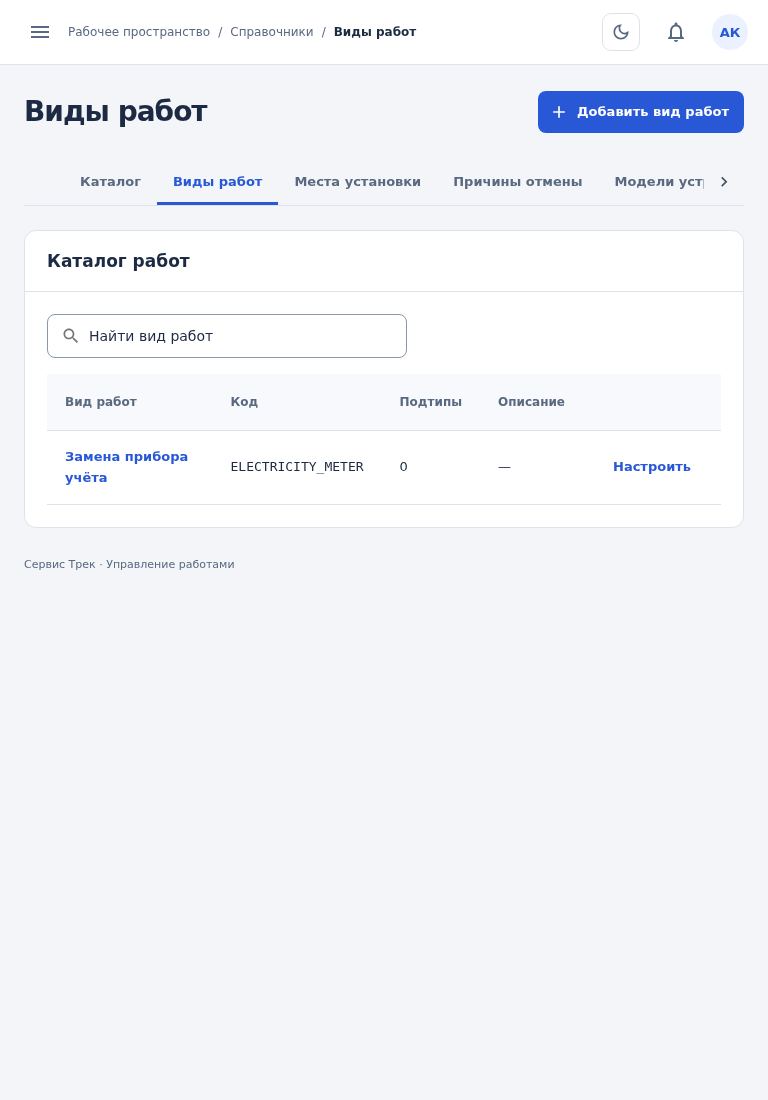 Рабочее пространство / Справочники / Виды работ
АК
Виды работ
Добавить вид работ
Каталог
Виды работ
Места установки
Причины отмены
Модели уст
Каталог работ
Найти вид работ
Вид работ Код Подтипы Описание
Замена прибора учёта ELECTRICITY_METER 0 — Настроить
Сервис Трек · Управление работами